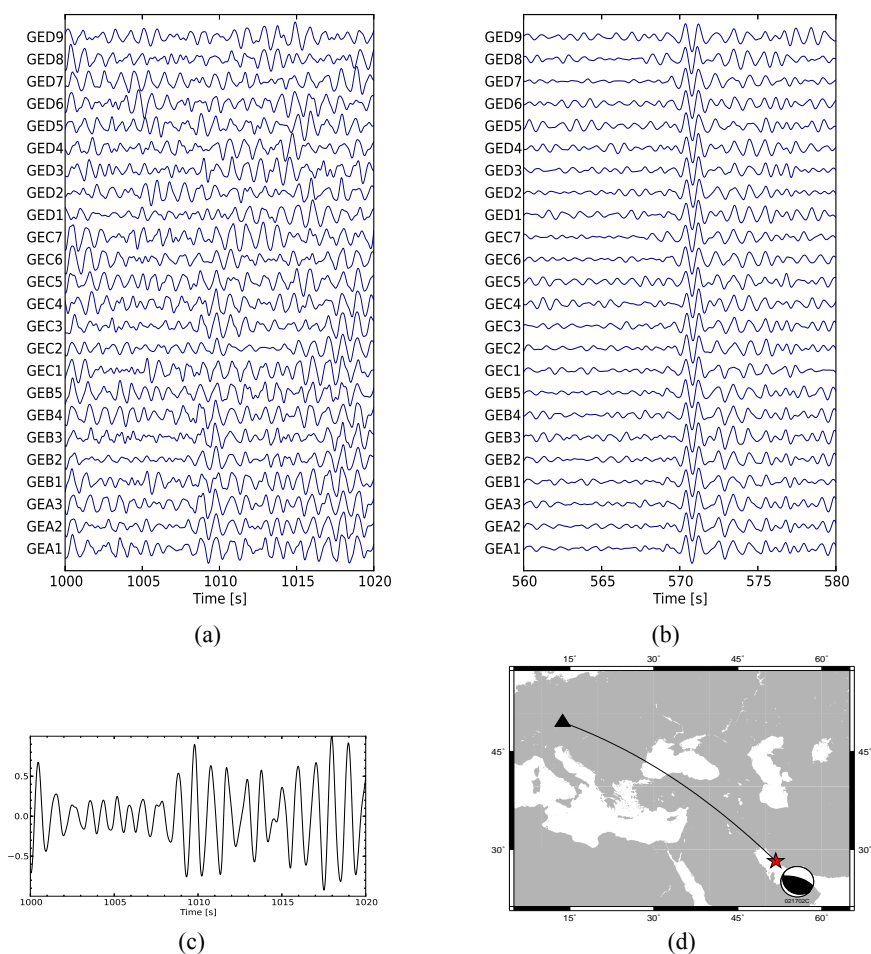 GED9
GED8
GED7
GED6
GED5
GED4
GED3
GED2
GED1
GEC7
GEC6
GEC5
GEC4
GEC3
GEC2
GEC1
GEB5
GEB4
GEB3
GEB2
GEB1
GEA3
GEA2
GEA1
1000 1005 1010 1015 1020
Time [s]
(a)
GED9
GED8
GED7
GED6
GED5
GED4
GED3
GED2
GED1
GEC7
GEC6
GEC5
GEC4
GEC3
GEC2
GEC1
GEB5
GEB4
GEB3
GEB2
GEB1
GEA3
GEA2
GEA1
560 565 570 575 580
Time [s]
(b)
0.5
0.0
−0.5
1000 1005 1010 1015 1020
Time [s]
(c)
15° 30° 45° 60°
45° 45°
30° 30°
021702C
15° 30° 45° 60°
(d)